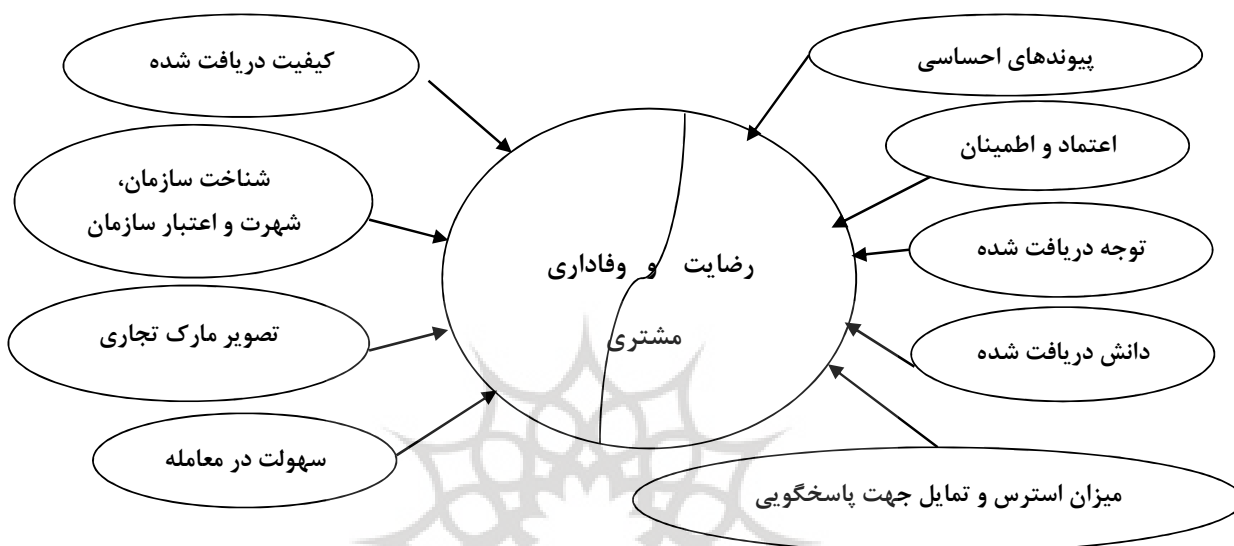 پیوندهای احساسی
اعتماد و اطمینان
توجه دریافت شده
دانش دریافت شده
میزان استرس و تمایل جهت پاسخگویی
رضایت و وفاداری
مشتری
کیفیت دریافت شده
شناخت سازمان،
شهرت و اعتبار سازمان
تصویر مارک تجاری
سهولت در معامله